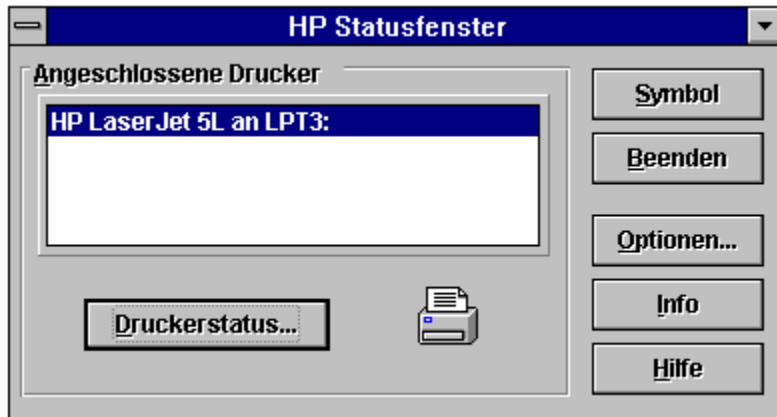 HP Statusfenster
Angeschlossene Drucker
HP LaserJet 5L an LPT3:
Druckerstatus...
Symbol
Beenden
Optionen...
Info
Hilfe